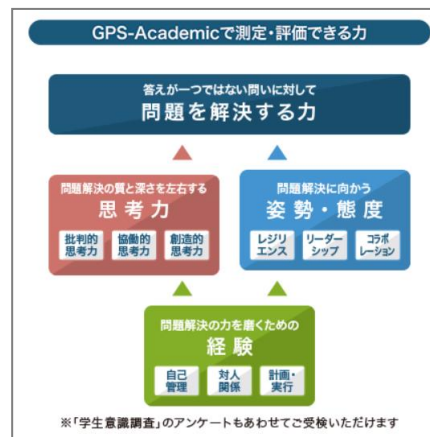 GPS-Academicで測定・評価できる力
答えが一つではない問いに対して
問題を解決する力
問題解決の質と深さを左右する
思考力
批判的
思考力
協働的
思考力
創造的
思考力
問題解決に向かう
姿勢・態度
レジリ
エンス
リーダー
シップ
コラボ
レーション
問題解決の力を磨くための
経験
自己
管理
対人
関係
計画・
実行
※「学生意識調査」のアンケートもあわせてご受検いただけます